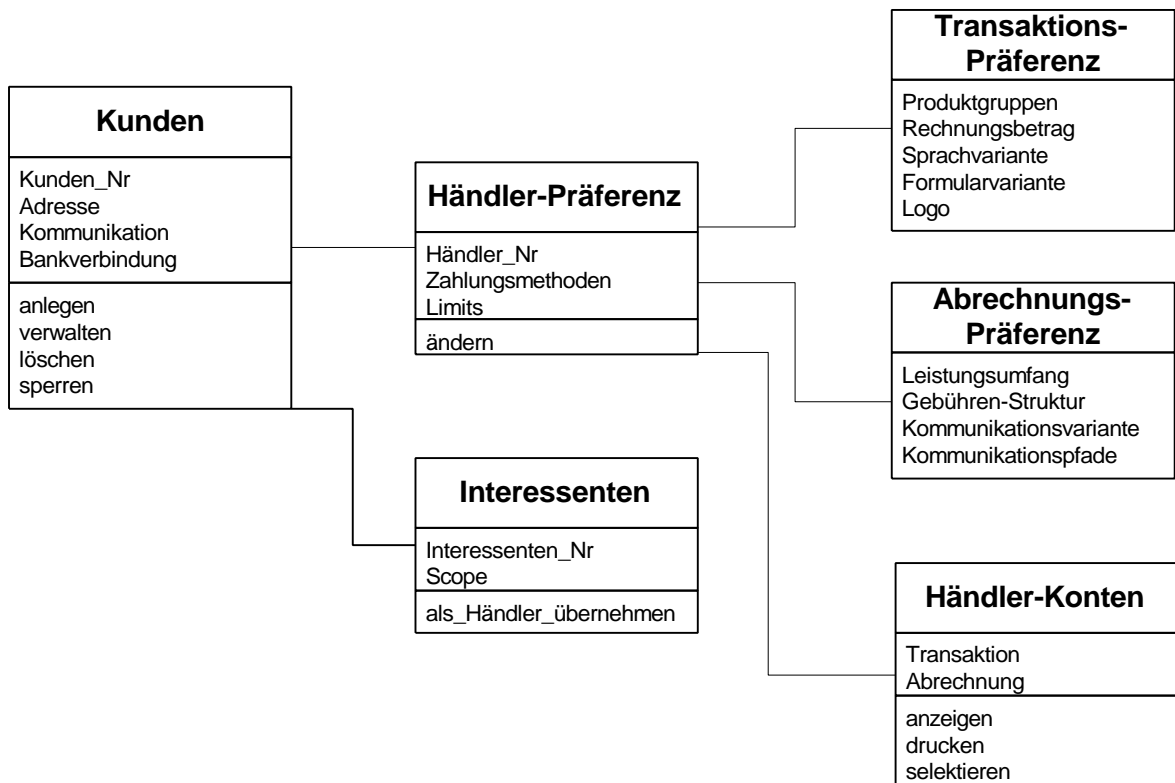 Kunden
Kunden_Nr
Adresse
Kommunikation
Bankverbindung
anlegen
verwalten
löschen
sperren
Händler-Präferenz
Händler_Nr
Zahlungsmethoden
Limits
ändern
Interessenten
Interessenten_Nr
Scope
als_Händler_übernehmen
Transaktions-
Präferenz
Produktgruppen
Rechnungsbetrag
Sprachvariante
Formularvariante
Logo
Abrechnungs-
Präferenz
Leistungsumfang
Gebühren-Struktur
Kommunikationsvariante
Kommunikationspfade
Händler-Konten
Transaktion
Abrechnung
anzeigen
drucken
selektieren